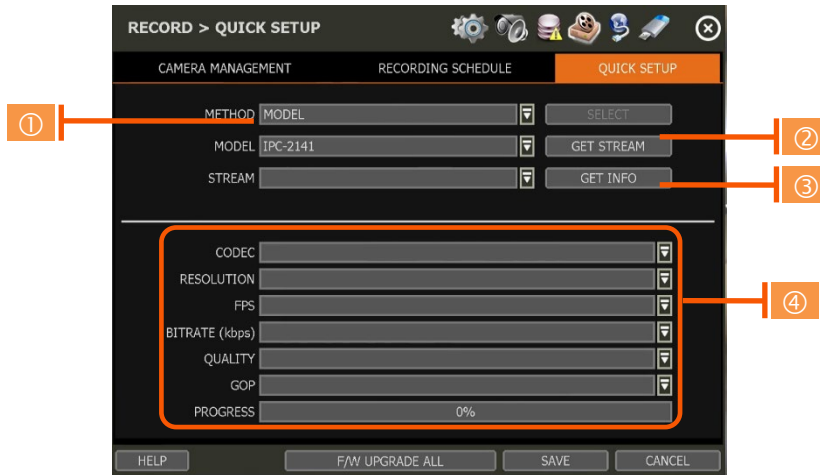 RECORD > QUICK SETUP
CAMERA MANAGEMENT RECORDING SCHEDULE QUICK SETUP
① METHOD MODEL SELECT
MODEL IPC-2141 GET STREAM ②
STREAM GET INFO ③
CODEC
RESOLUTION
FPS ④
BITRATE (kbps)
QUALITY
GOP
PROGRESS 0%
HELP F/W UPGRADE ALL SAVE CANCEL